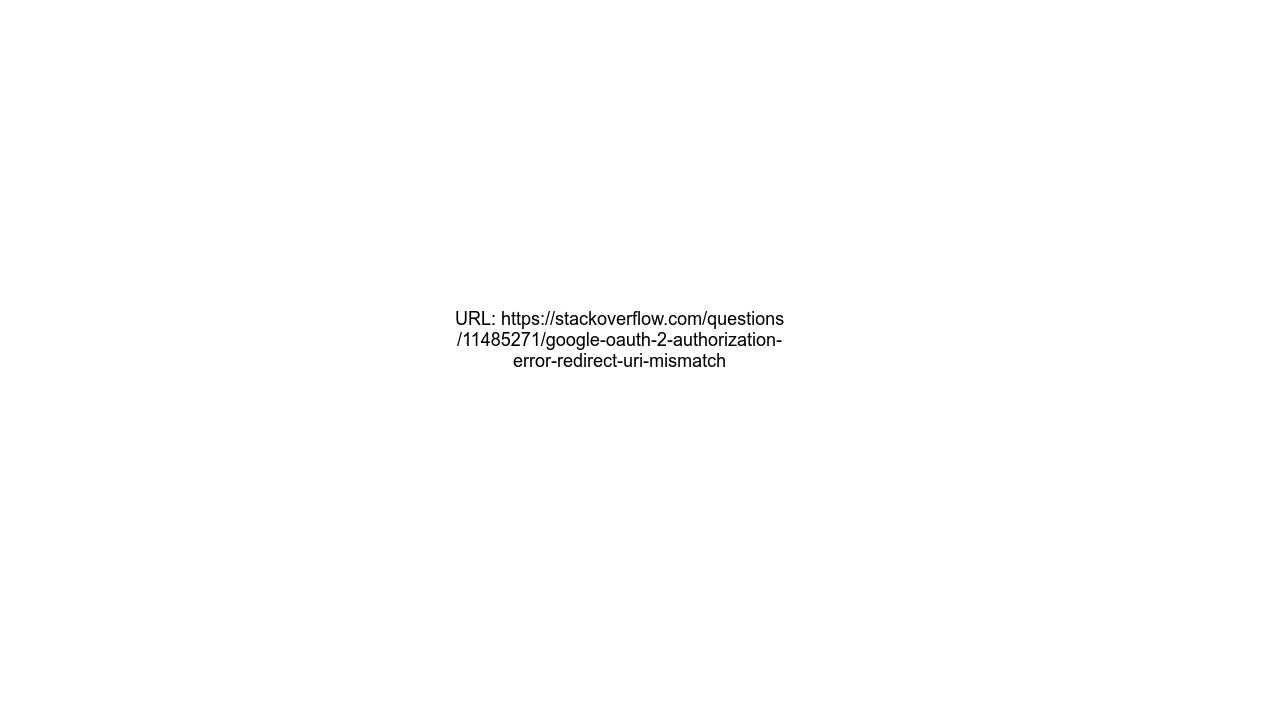 URL: https://stackoverflow.com/questions
/11485271/google-oauth-2-authorization-
error-redirect-uri-mismatch